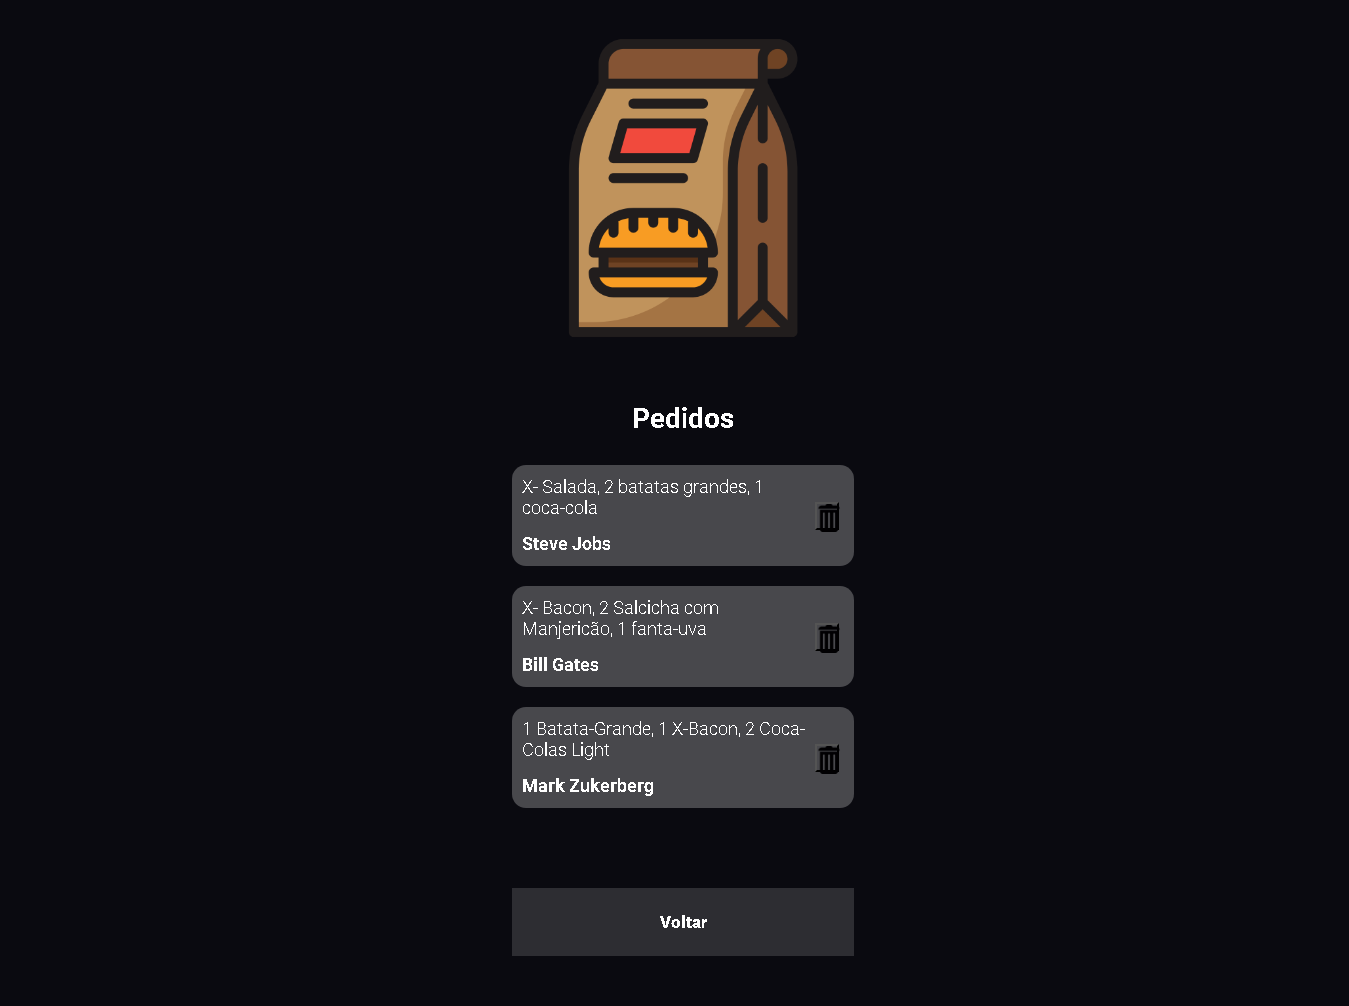 Pedidos
X- Salada, 2 batatas grandes, 1
coca-cola
Steve Jobs
X- Bacon, 2 Salcicha com
Manjericão, 1 fanta-uva
Bill Gates
1 Batata-Grande, 1 X-Bacon, 2 Coca-
Colas Light
Mark Zukerberg
Voltar